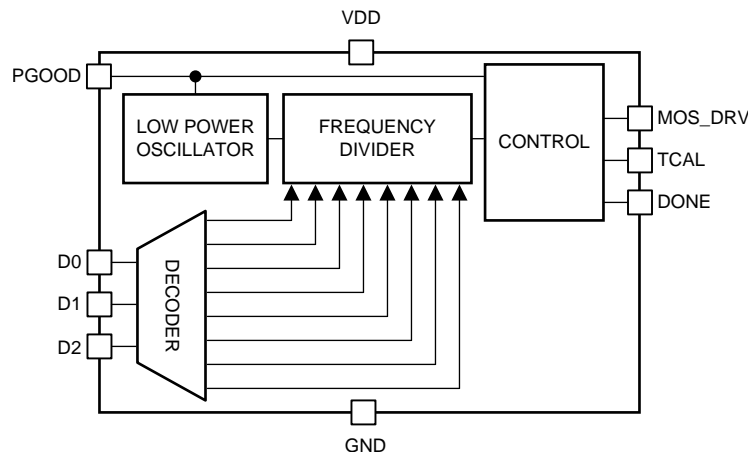 VDD
PGOOD
LOW POWER
OSCILLATOR
FREQUENCY
DIVIDER
CONTROL
MOS_DRV
TCAL
DONE
D0
D1
D2
DECODER
GND